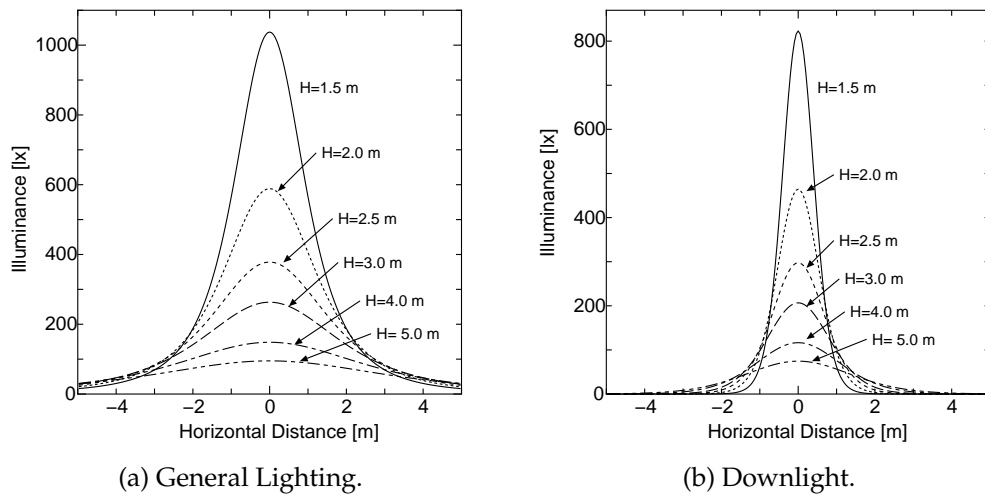 1000
800
600
400
200
0
Illuminance [lx]
H=1.5 m
H=2.0 m
H=2.5 m
H=3.0 m
H=4.0 m
H= 5.0 m
−4 −2 0 2 4
Horizontal Distance [m]
(a) General Lighting.
800
600
400
200
0
Illuminance [lx]
H=1.5 m
H=2.0 m
H=2.5 m
H=3.0 m
H=4.0 m
H= 5.0 m
−4 −2 0 2 4
Horizontal Distance [m]
(b) Downlight.